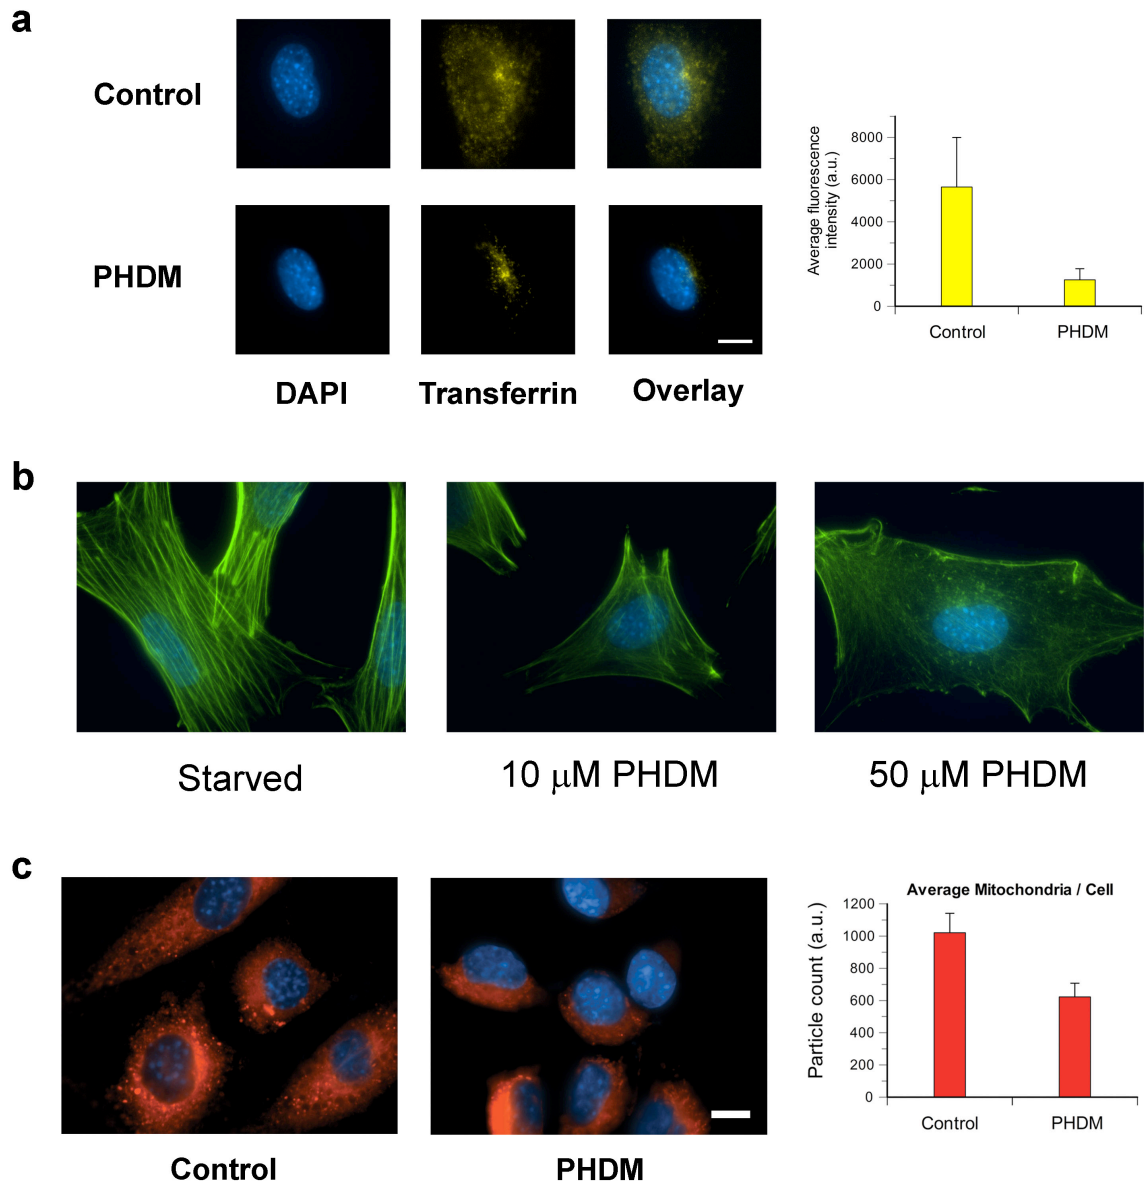 a
Control
PHDM
DAPI
Transferrin
Overlay
Average fluorescence
intensity (a.u.)
8000
6000
4000
2000
0
Control
PHDM
b
Starved
10 μM PHDM
50 μM PHDM
c
Control
PHDM
Average Mitochondria / Cell
Particle count (a.u.)
1200
1000
800
600
400
200
0
Control
PHDM